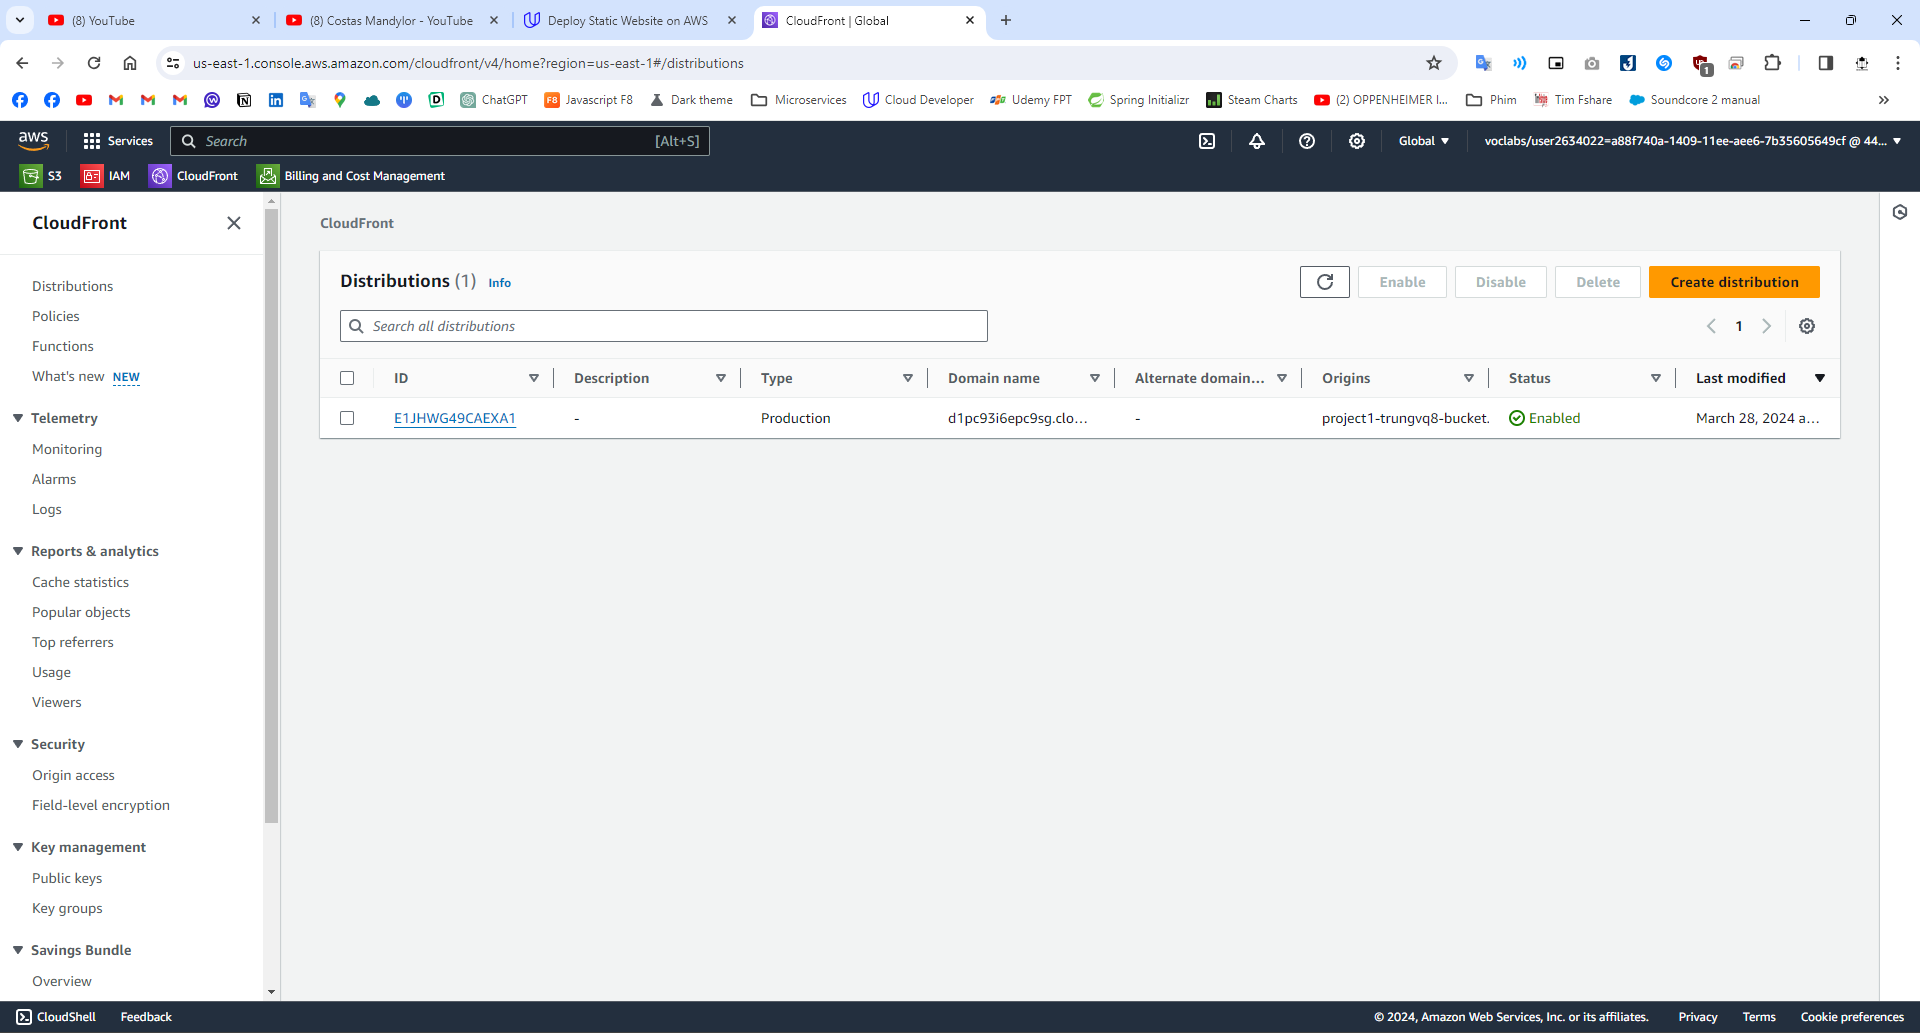 (8) YouTube
(8) Costas Mandylor - YouTube
Deploy Static Website on AWS
CloudFront | Global
us-east-1.console.aws.amazon.com/cloudfront/v4/home?region=us-east-1#/distributions
ChatGPT
F8 Javascript F8
Dark theme
Microservices
Cloud Developer
Udemy FPT
Spring Initializr
Steam Charts
(2) OPPENHEIMER I...
Phim
Tim Fshare
Soundcore 2 manual
aws
Services
Search
[Alt+S]
Global
voclabs/user2634022=a88f740a-1409-11ee-aee6-7b35605649cf @ 44...
S3
IAM
CloudFront
Billing and Cost Management
CloudFront
Distributions
Policies
Functions
What's new NEW
Telemetry
Monitoring
Alarms
Logs
Reports & analytics
Cache statistics
Popular objects
Top referrers
Usage
Viewers
Security
Origin access
Field-level encryption
Key management
Public keys
Key groups
Savings Bundle
Overview
CloudFront
Distributions (1) Info
Enable
Disable
Delete
Create distribution
Search all distributions
1
ID
Description
Type
Domain name
Alternate domain...
Origins
Status
Last modified
E1JHWG49CAEXA1
-
Production
d1pc93i6epc9sg.clo...
-
project1-trungvq8-bucket.
Enabled
March 28, 2024 a...
CloudShell
Feedback
© 2024, Amazon Web Services, Inc. or its affiliates.
Privacy
Terms
Cookie preferences